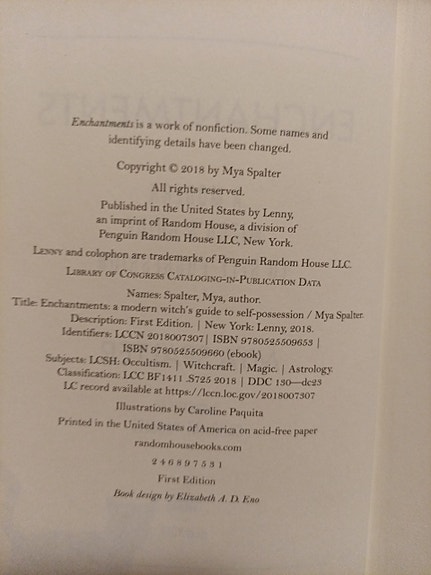 Enchantments is a work of nonfiction. Some names and
identifying details have been changed.
Copyright © 2018 by Mya Spalter
All rights reserved.
Published in the United States by Lenny,
an imprint of Random House, a division of
Penguin Random House LLC, New York.
LENNY and colophon are trademarks of Penguin Random House LLC.
LIBRARY OF CONGRESS CATALOGING-IN-PUBLICATION DATA
Names: Spalter, Mya, author.
Title: Enchantments: a modern witch's guide to self-possession / Mya Spalter.
Description: First Edition. | New York: Lenny, 2018.
Identifiers: LCCN 2018007307| ISBN 9780525509653 |
ISBN 9780525509660 (ebook)
Subjects: LCSH: Occultism. | Witchcraft. | Magic. | Astrology.
Classification: LCC BF1411 .S725 2018 | DDC 130—dc23
LC record available at https://lccn.loc.gov/2018007307
Illustrations by Caroline Paquita
Printed in the United States of America on acid-free paper
randomhousebooks.com
2 4 6 8 9 7 5 3 1
First Edition
Book design by Elizabeth A. D. Eno